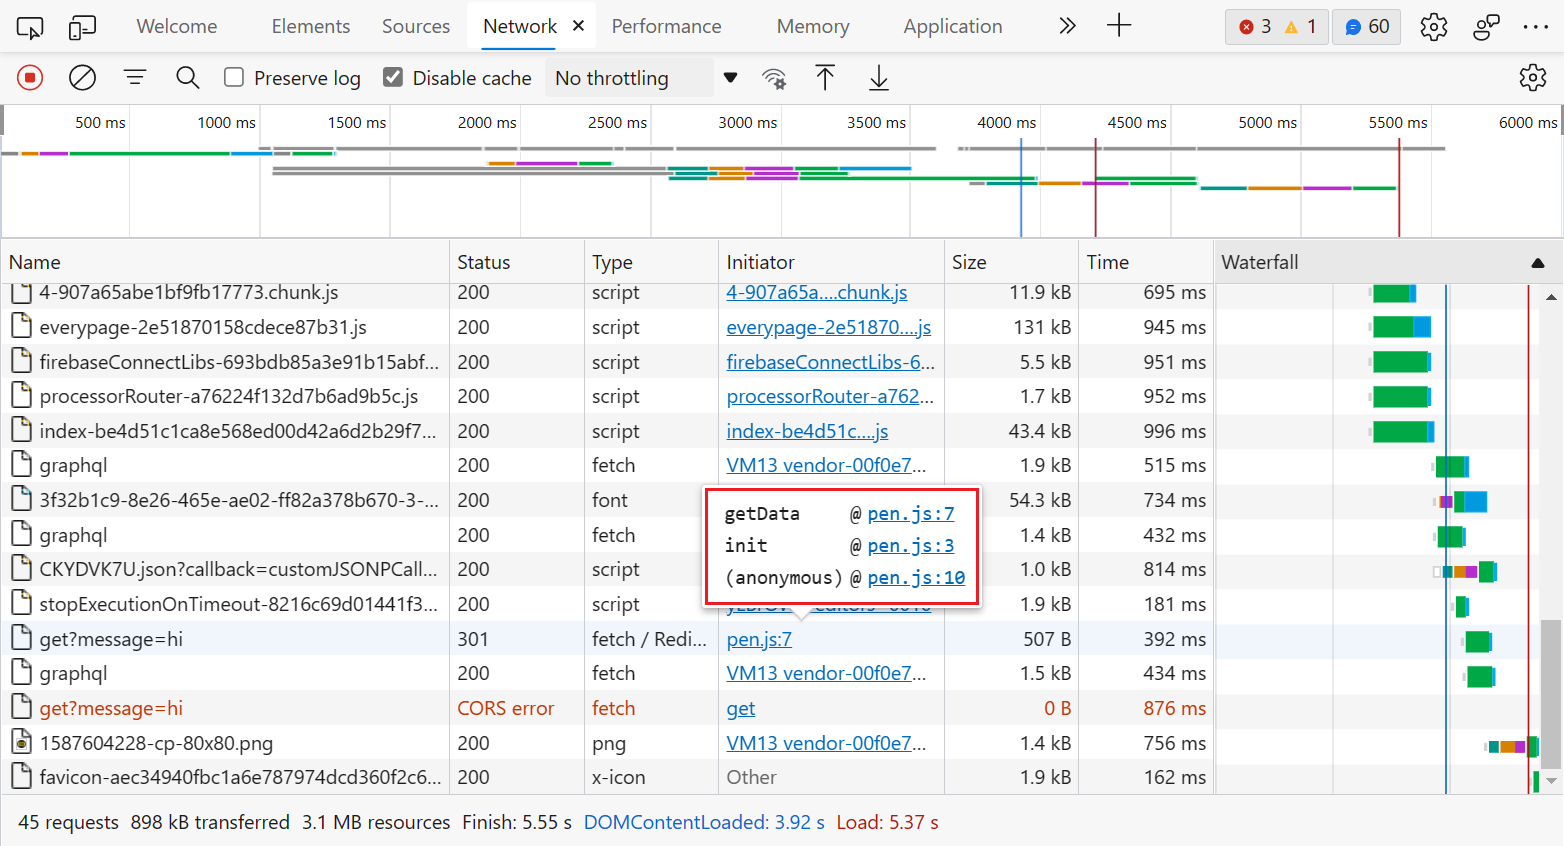 Welcome Elements Sources Network × Performance Memory Application 3 1 60
Preserve log Disable cache No throttling
500 ms 1000 ms 1500 ms 2000 ms 2500 ms 3000 ms 3500 ms 4000 ms 4500 ms 5000 ms 5500 ms 6000 ms
Name Status Type Initiator Size Time Waterfall
4-907a65abe1bf9fb17773.chunk.js 200 script 4-907a65a....chunk.js 11.9 kB 695 ms
everypage-2e51870158cdece87b31.js 200 script everypage-2e51870....js 131 kB 945 ms
firebaseConnectLibs-693bdb85a3e91b15abf... 200 script firebaseConnectLibs-6... 5.5 kB 951 ms
processorRouter-a76224f132d7b6ad9b5c.js 200 script processorRouter-a762... 1.7 kB 952 ms
index-be4d51c1ca8e568ed00d42a6d2b29f7... 200 script index-be4d51c....js 43.4 kB 996 ms
graphql 200 fetch VM13 vendor-00f0e7... 1.9 kB 515 ms
3f32b1c9-8e26-465e-ae02-ff82a378b670-3-... 200 font 54.3 kB 734 ms
getData @ pen.js:7
graphql 200 fetch 1.4 kB 432 ms
init @ pen.js:3
CKYDVK7U.json?callback=customJSONPCall... 200 script 1.0 kB 814 ms
(anonymous) @ pen.js:10
stopExecutionOnTimeout-8216c69d01441f3... 200 script 1.9 kB 181 ms
get?message=hi 301 fetch / Redi... pen.js:7 507 B 392 ms
graphql 200 fetch VM13 vendor-00f0e7... 1.5 kB 434 ms
get?message=hi CORS error fetch get 0 B 876 ms
1587604228-cp-80x80.png 200 png VM13 vendor-00f0e7... 1.4 kB 756 ms
favicon-aec34940fbc1a6e787974dcd360f2c6... 200 x-icon Other 1.9 kB 162 ms
45 requests 898 kB transferred 3.1 MB resources Finish: 5.55 s DOMContentLoaded: 3.92 s Load: 5.37 s